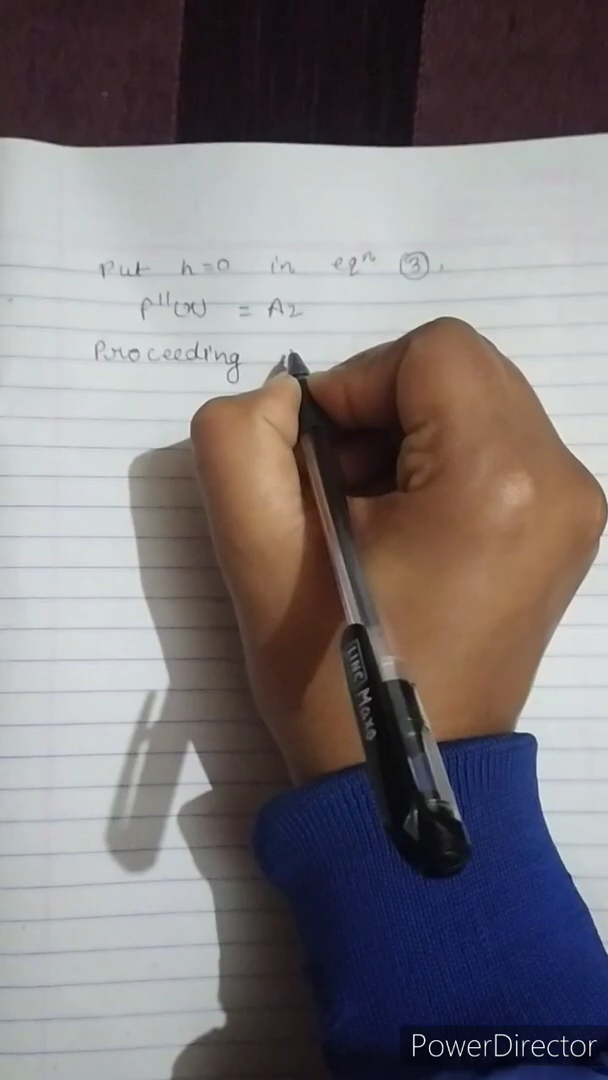 Put h=0 in eqn ③.
f''(x) = A2
Proceeding
LINC Maxo
PowerDirector